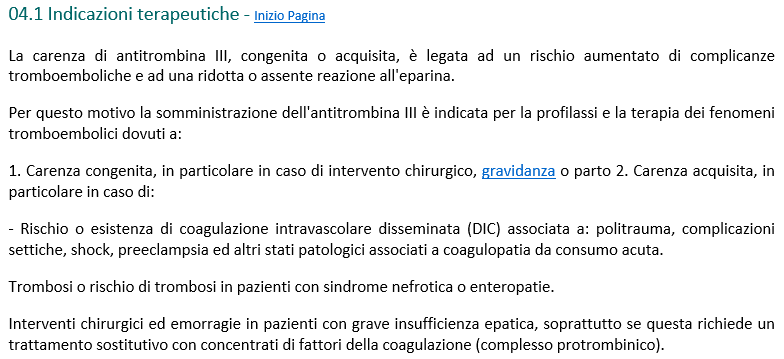 04.1 Indicazioni terapeutiche - Inizio Pagina
La carenza di antitrombina III, congenita o acquisita, è legata ad un rischio aumentato di complicanze
tromboemboliche e ad una ridotta o assente reazione all'eparina.
Per questo motivo la somministrazione dell'antitrombina III è indicata per la profilassi e la terapia dei fenomeni
tromboembolici dovuti a:
1. Carenza congenita, in particolare in caso di intervento chirurgico, gravidanza o parto 2. Carenza acquisita, in
particolare in caso di:
- Rischio o esistenza di coagulazione intravascolare disseminata (DIC) associata a: politrauma, complicazioni
settiche, shock, preeclampsia ed altri stati patologici associati a coagulopatia da consumo acuta.
Trombosi o rischio di trombosi in pazienti con sindrome nefrotica o enteropatie.
Interventi chirurgici ed emorragie in pazienti con grave insufficienza epatica, soprattutto se questa richiede un
trattamento sostitutivo con concentrati di fattori della coagulazione (complesso protrombinico).